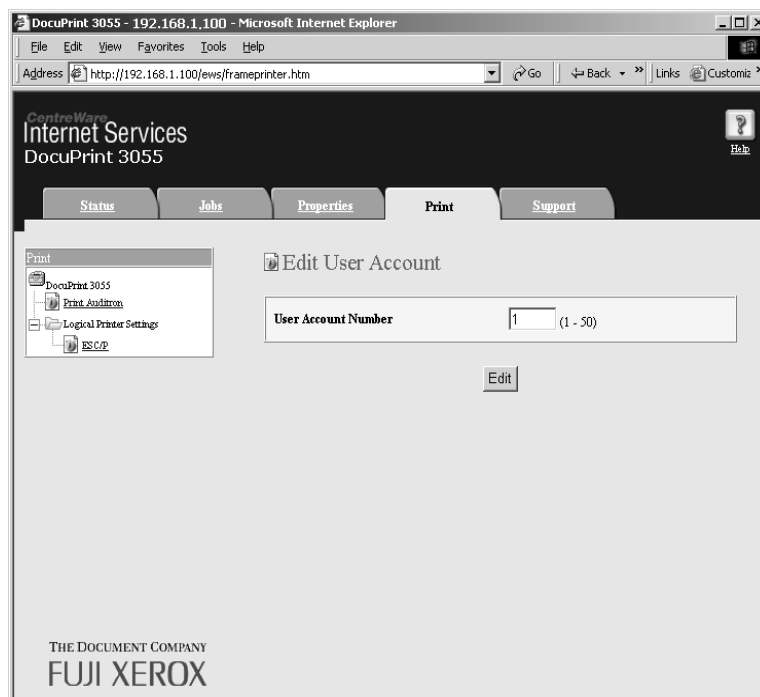 DocuPrint 3055 - 192.168.1,100 - Microsoft Internet Explorer
File Edit View Favorites Tools Help
Address http://192.168.1.100/ews/frameprinter.htm Go Back » Links Customiz »
CentreWare
Internet Services
DocuPrint 3055
Help
Status Jobs Properties Print Support
Print
DocuPrint 3055
Print Auditron
Logical Printer Settings
ESC/P
Edit User Account
User Account Number 1 (1 - 50)
Edit
THE DOCUMENT COMPANY
FUJI XEROX